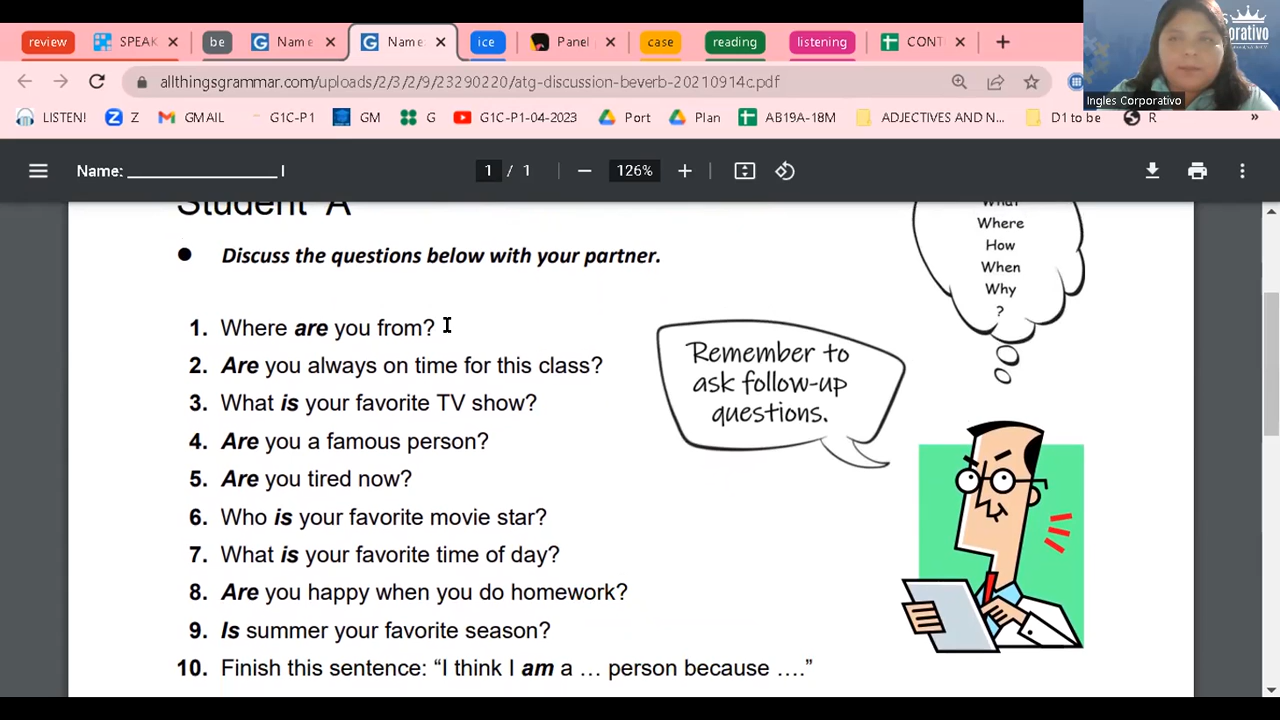 review
SPEAK
be
Name
Name:
ice
Panel
case
reading
listening
CONT
allthingsgrammar.com/uploads/2/3/2/9/23290220/atg-discussion-beverb-20210914c.pdf
LISTEN!
Z
GMAIL
G1C-P1
GM
G
G1C-P1-04-2023
Port
Plan
AB19A-18M
ADJECTIVES AND N...
D1 to be
R
»
orativo
Ingles Corporativo
Name: ______________ I
1 / 1
126%
Student A
What
Where
How
When
Why
?
● Discuss the questions below with your partner.
1. Where are you from?
2. Are you always on time for this class?
3. What is your favorite TV show?
4. Are you a famous person?
5. Are you tired now?
6. Who is your favorite movie star?
7. What is your favorite time of day?
8. Are you happy when you do homework?
9. Is summer your favorite season?
10. Finish this sentence: “I think I am a … person because ….”
Remember to
ask follow-up
questions.